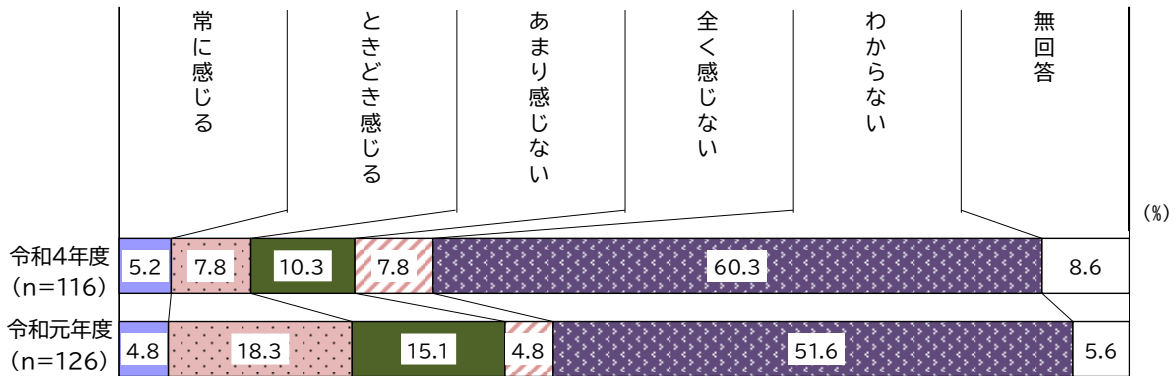 常に感じる
ときどき感じる
あまり感じない
全く感じない
わからない
無回答
(%)
令和4年度
(n=116)
5.2
7.8
10.3
7.8
60.3
8.6
令和元年度
(n=126)
4.8
18.3
15.1
4.8
51.6
5.6